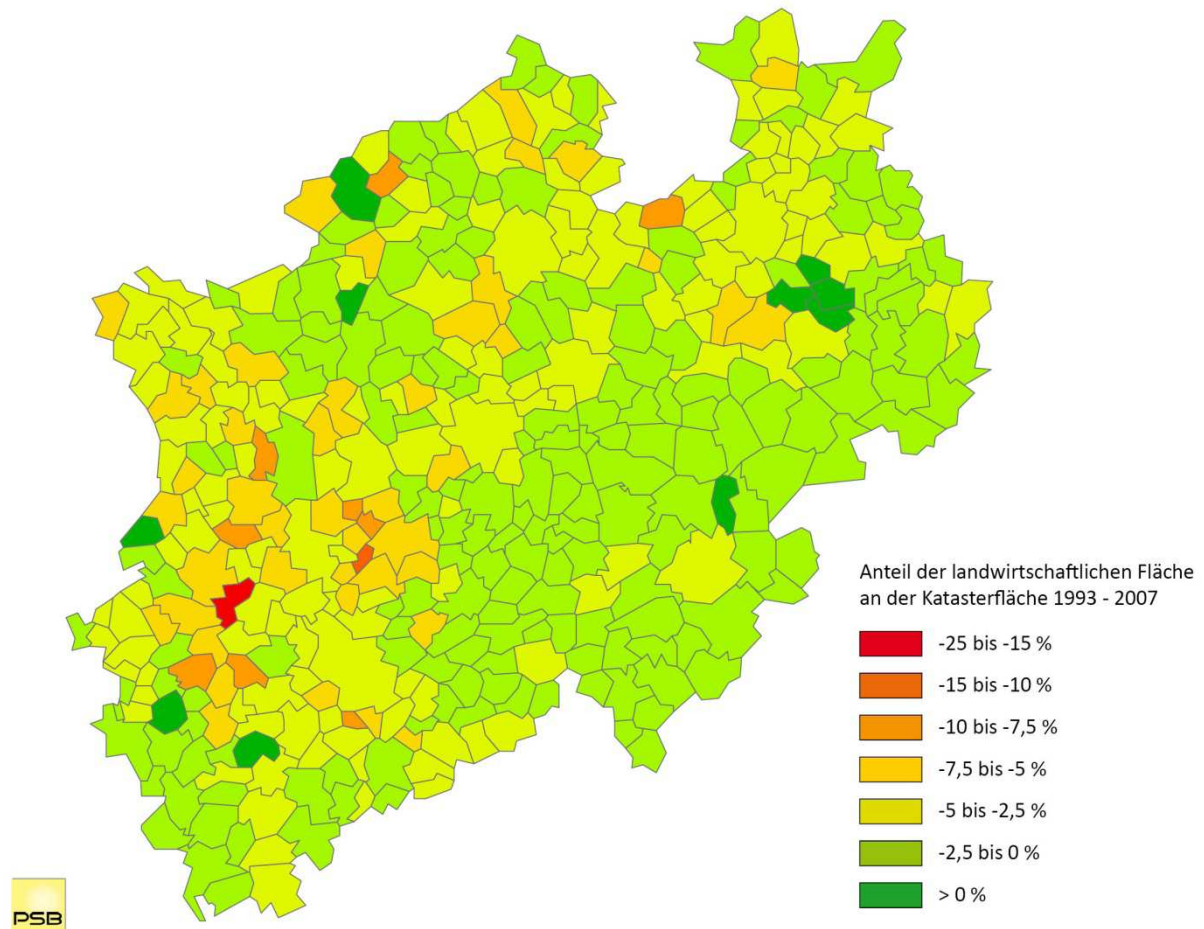 Anteil der landwirtschaftlichen Fläche
an der Katasterfläche 1993 - 2007
-25 bis -15 %
-15 bis -10 %
-10 bis -7,5 %
-7,5 bis -5 %
-5 bis -2,5 %
-2,5 bis 0 %
> 0 %
PSB